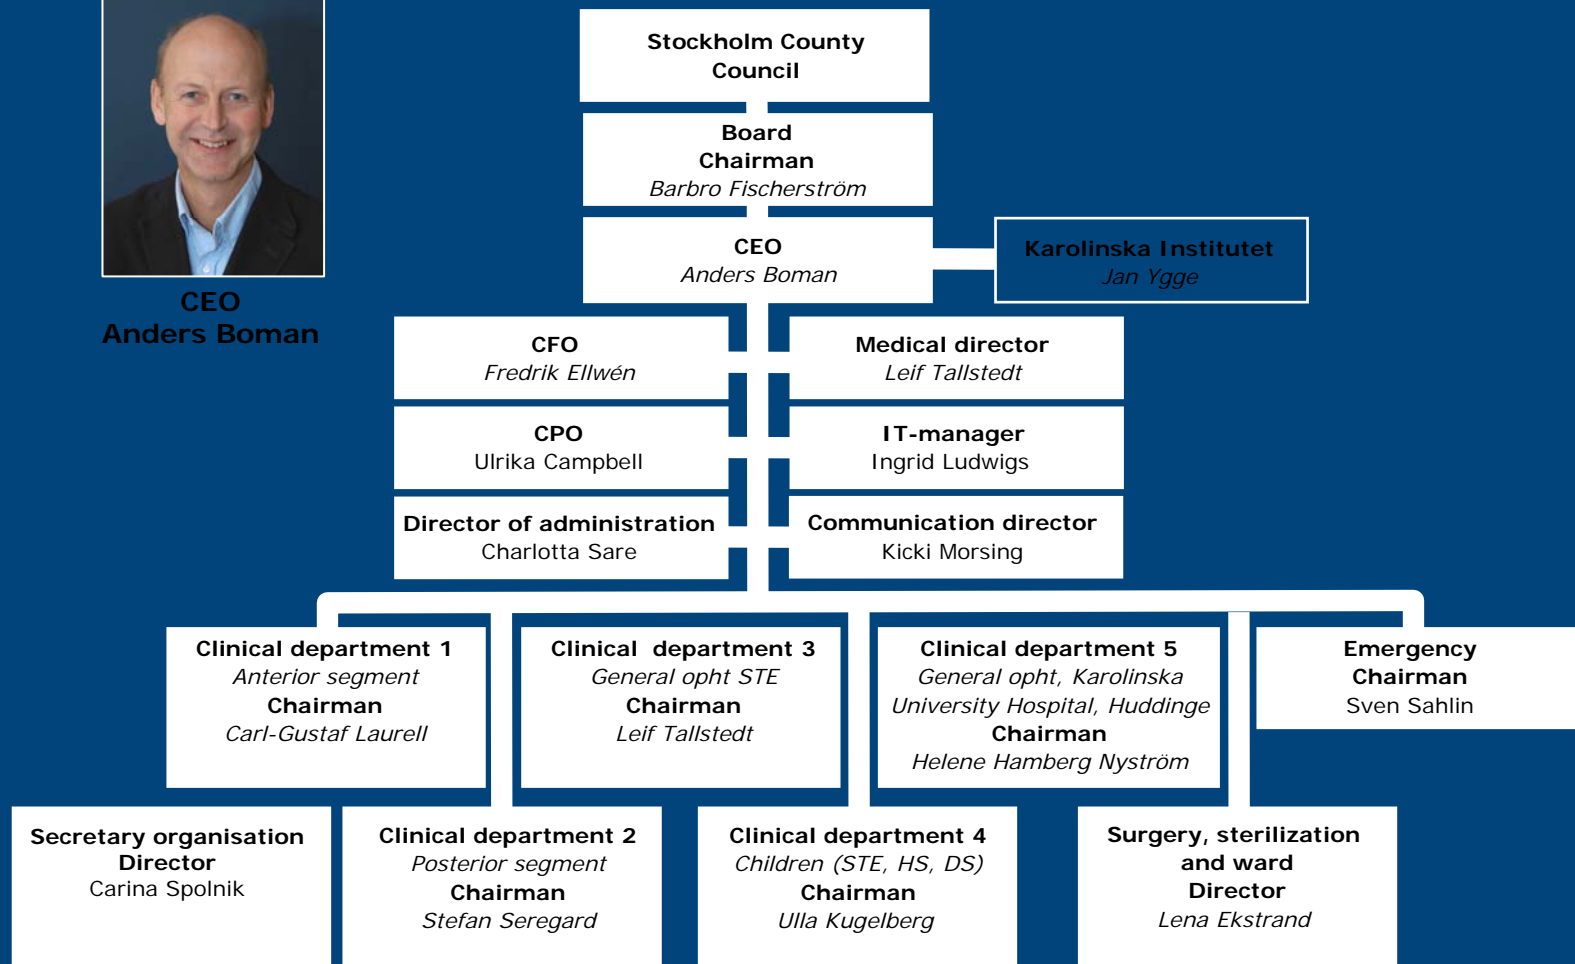 CEO
Anders Boman
Stockholm County
Council
Board
Chairman
Barbro Fischerström
CEO
Anders Boman
Karolinska Institutet
Jan Ygge
CFO
Fredrik Ellwén
Medical director
Leif Tallstedt
CPO
Ulrika Campbell
IT-manager
Ingrid Ludwigs
Director of administration
Charlotta Sare
Communication director
Kicki Morsing
Clinical department 1
Anterior segment
Chairman
Carl-Gustaf Laurell
Clinical department 3
General opht STE
Chairman
Leif Tallstedt
Clinical department 5
General opht, Karolinska
University Hospital, Huddinge
Chairman
Helene Hamberg Nyström
Emergency
Chairman
Sven Sahlin
Secretary organisation
Director
Carina Spolnik
Clinical department 2
Posterior segment
Chairman
Stefan Seregard
Clinical department 4
Children (STE, HS, DS)
Chairman
Ulla Kugelberg
Surgery, sterilization
and ward
Director
Lena Ekstrand